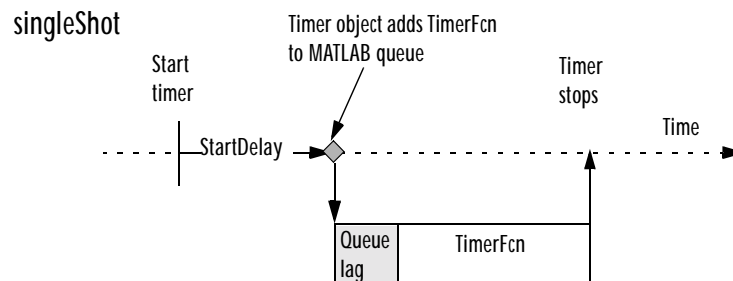 singleShot
Timer object adds TimerFcn
to MATLAB queue
Start
timer
Timer
stops
StartDelay
Time
Queue
lag
TimerFcn